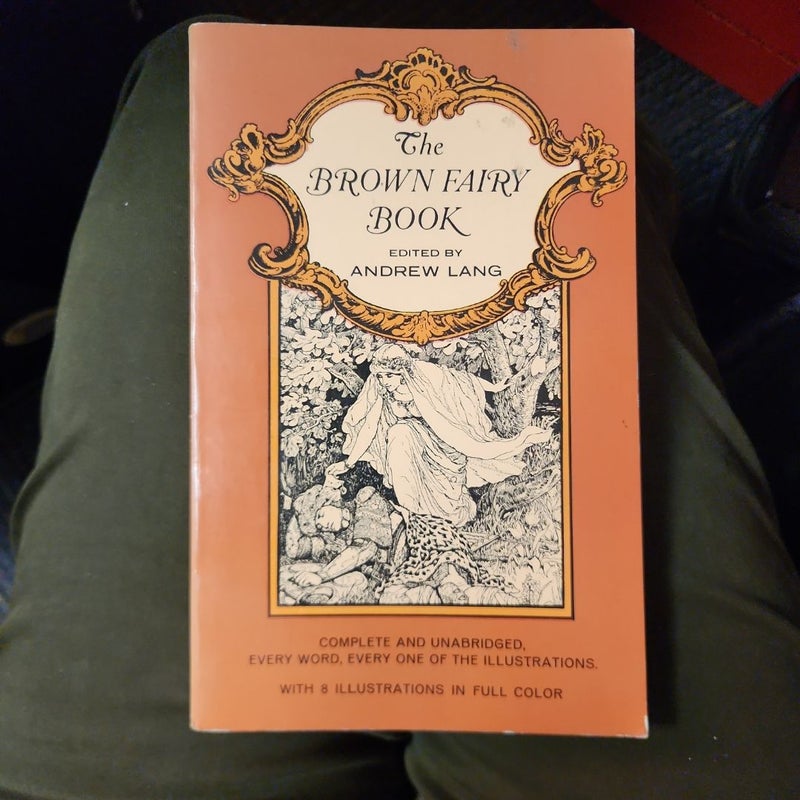 The
BROWN FAIRY
BOOK
EDITED BY
ANDREW LANG
COMPLETE AND UNABRIDGED,
EVERY WORD, EVERY ONE OF THE ILLUSTRATIONS.
WITH 8 ILLUSTRATIONS IN FULL COLOR